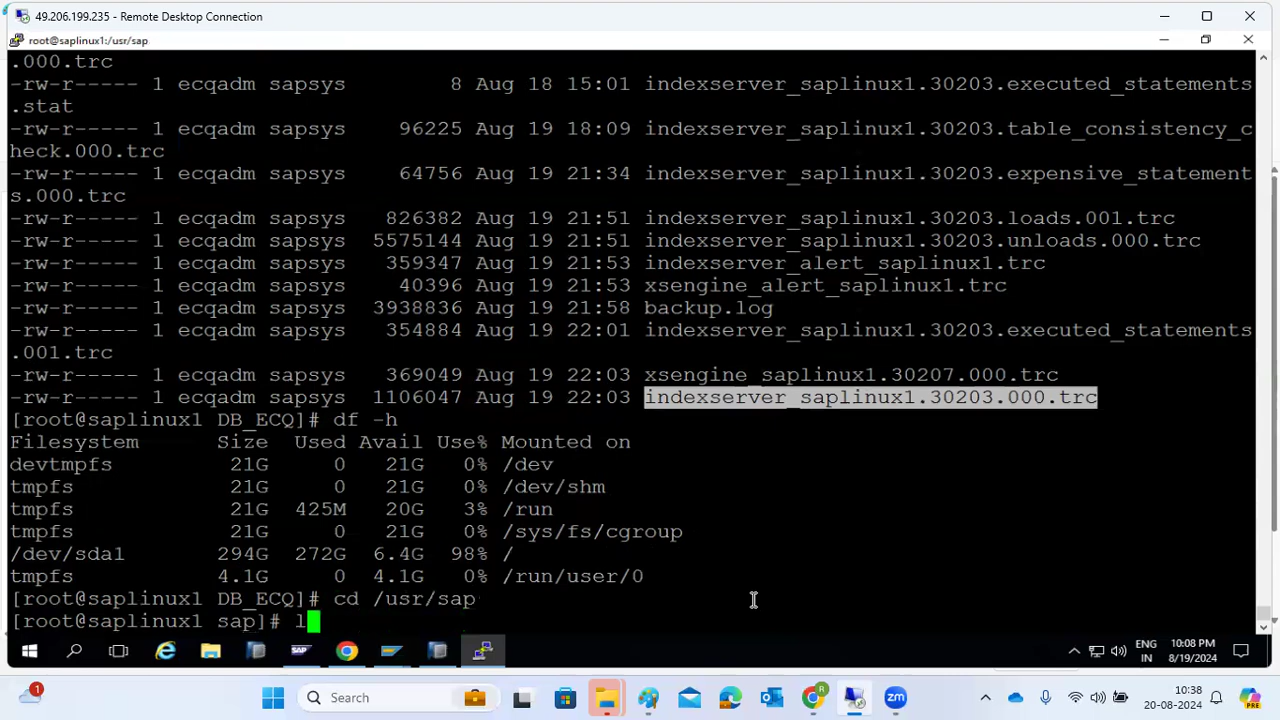 49.206.199.235 - Remote Desktop Connection
root@saplinux1:/usr/sap
.000.trc
-rw-r----- 1 ecqadm sapsys 8 Aug 18 15:01 indexserver_saplinux1.30203.executed_statements
.stat
-rw-r----- 1 ecqadm sapsys 96225 Aug 19 18:09 indexserver_saplinux1.30203.table_consistency_c
heck.000.trc
-rw-r----- 1 ecqadm sapsys 64756 Aug 19 21:34 indexserver_saplinux1.30203.expensive_statement
s.000.trc
-rw-r----- 1 ecqadm sapsys 826382 Aug 19 21:51 indexserver_saplinux1.30203.loads.001.trc
-rw-r----- 1 ecqadm sapsys 5575144 Aug 19 21:51 indexserver_saplinux1.30203.unloads.000.trc
-rw-r----- 1 ecqadm sapsys 359347 Aug 19 21:53 indexserver_alert_saplinux1.trc
-rw-r----- 1 ecqadm sapsys 40396 Aug 19 21:53 xsengine_alert_saplinux1.trc
-rw-r----- 1 ecqadm sapsys 3938836 Aug 19 21:58 backup.log
-rw-r----- 1 ecqadm sapsys 354884 Aug 19 22:01 indexserver_saplinux1.30203.executed_statements
.001.trc
-rw-r----- 1 ecqadm sapsys 369049 Aug 19 22:03 xsengine_saplinux1.30207.000.trc
-rw-r----- 1 ecqadm sapsys 1106047 Aug 19 22:03 indexserver_saplinux1.30203.000.trc
[root@saplinux1 DB_ECQ]# df -h
Filesystem Size Used Avail Use% Mounted on
devtmpfs 21G 0 21G 0% /dev
tmpfs 21G 0 21G 0% /dev/shm
tmpfs 21G 425M 20G 3% /run
tmpfs 21G 0 21G 0% /sys/fs/cgroup
/dev/sda1 294G 272G 6.4G 98% /
tmpfs 4.1G 0 4.1G 0% /run/user/0
[root@saplinux1 DB_ECQ]# cd /usr/sap
[root@saplinux1 sap]# l
ENG
IN
10:08 PM
8/19/2024
1
Search
10:38
20-08-2024
PRE